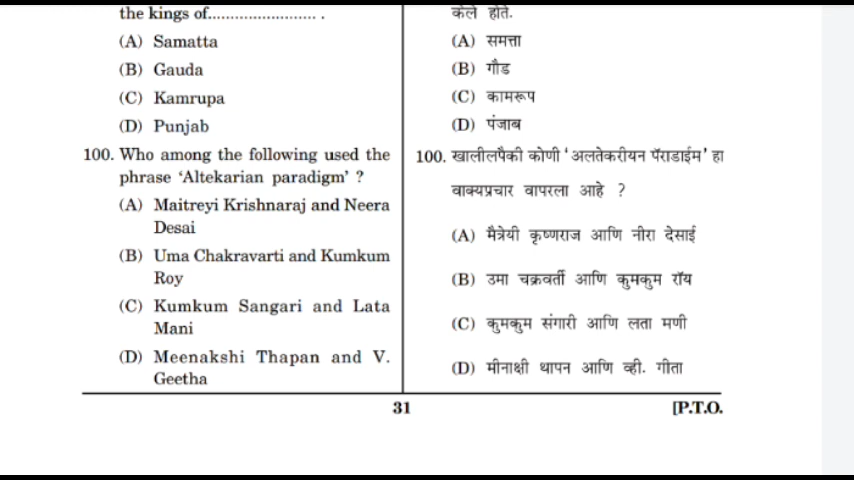 the kings of........................ .
(A) Samatta
(B) Gauda
(C) Kamrupa
(D) Punjab
100. Who among the following used the
phrase ‘Altekarian paradigm’ ?
(A) Maitreyi Krishnaraj and Neera
Desai
(B) Uma Chakravarti and Kumkum
Roy
(C) Kumkum Sangari and Lata
Mani
(D) Meenakshi Thapan and V.
Geetha
केले होते.
(A) समत्ता
(B) गौड
(C) कामरूप
(D) पंजाब
100. खालीलपैकी कोणी ‘अलतेकरीयन पॅराडाईम’ हा
वाक्यप्रचार वापरला आहे ?
(A) मैत्रेयी कृष्णराज आणि नीरा देसाई
(B) उमा चक्रवर्ती आणि कुमकुम रॉय
(C) कुमकुम संगारी आणि लता मणी
(D) मीनाक्षी थापन आणि व्ही. गीता
31
[P.T.O.